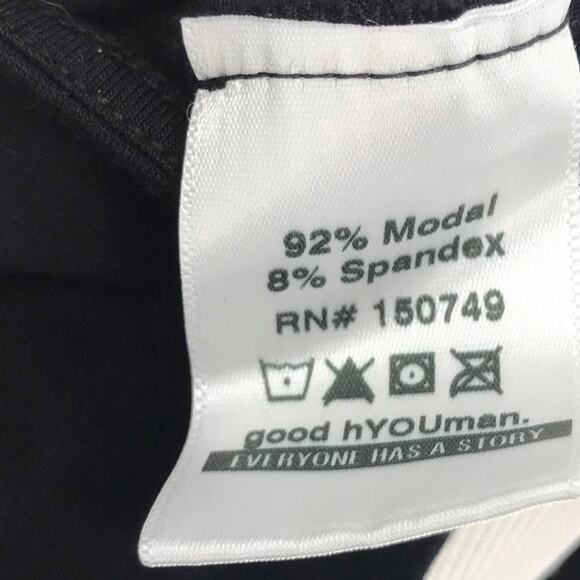 92% Modal
8% Spandex
RN# 150749
good hYOUman.
EVERYONE HAS A STORY